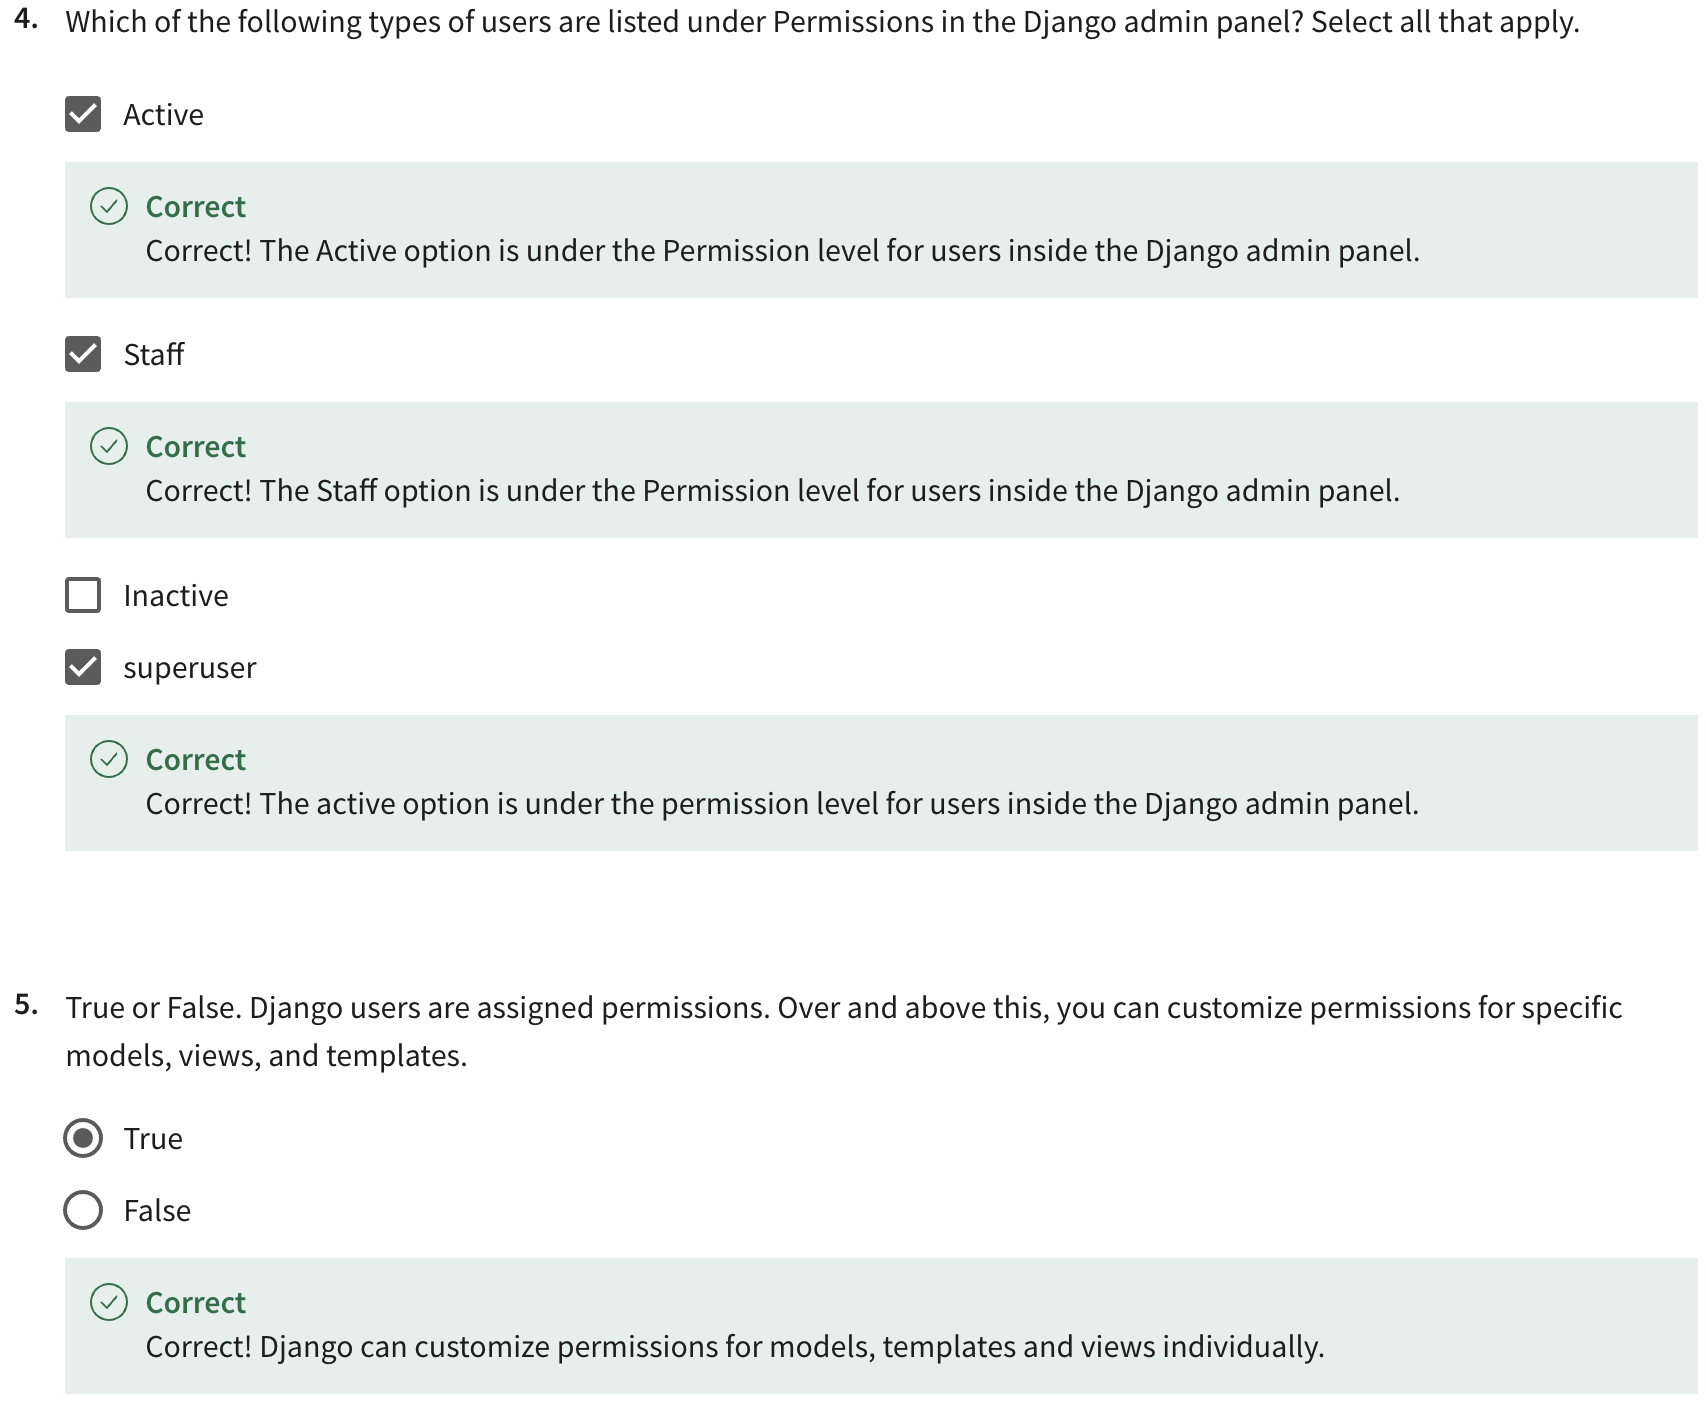 4. Which of the following types of users are listed under Permissions in the Django admin panel? Select all that apply.
Active
Correct
Correct! The Active option is under the Permission level for users inside the Django admin panel.
Staff
Correct
Correct! The Staff option is under the Permission level for users inside the Django admin panel.
Inactive
superuser
Correct
Correct! The active option is under the permission level for users inside the Django admin panel.
5. True or False. Django users are assigned permissions. Over and above this, you can customize permissions for specific
models, views, and templates.
True
False
Correct
Correct! Django can customize permissions for models, templates and views individually.